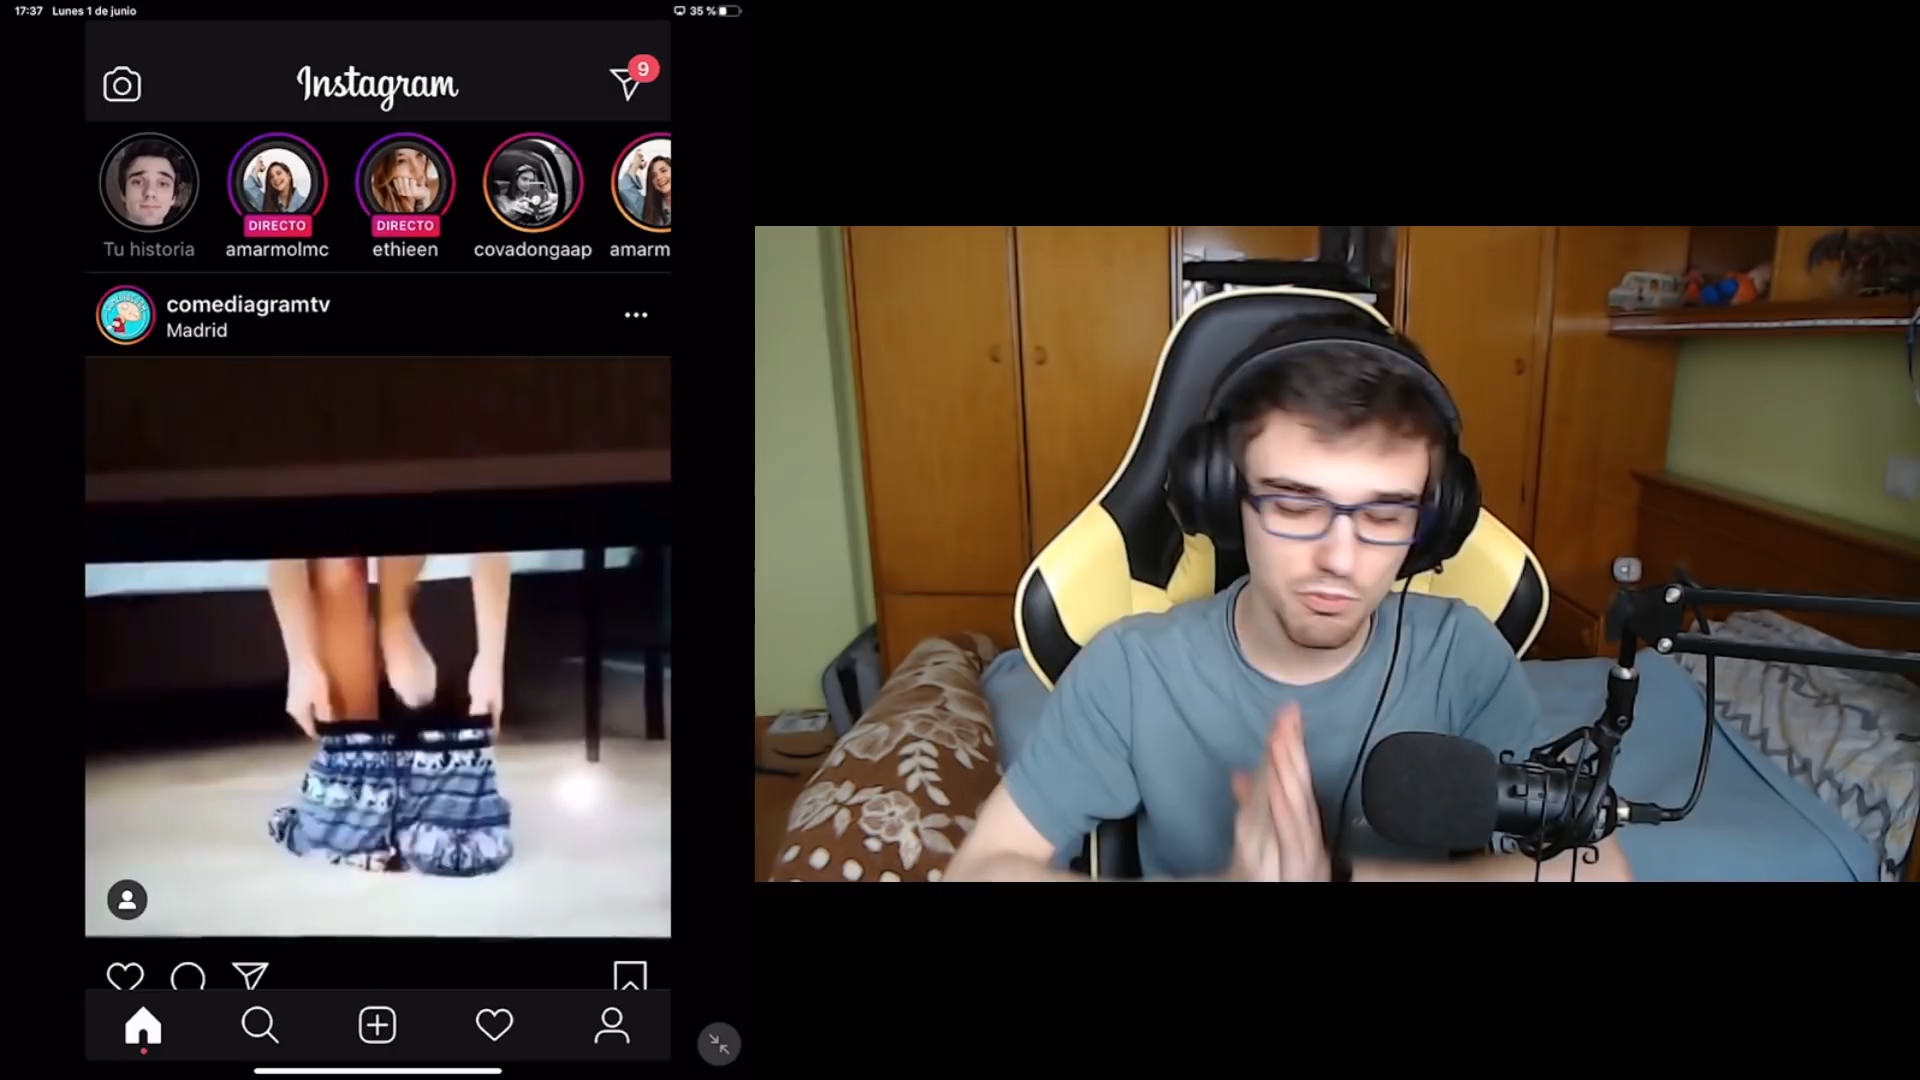 17:37 Lunes 1 de junio
35 %
Instagram
9
DIRECTO
DIRECTO
Tu historia
amarmolmc
ethieen
covadongaap
amarm
comediagramtv
Madrid